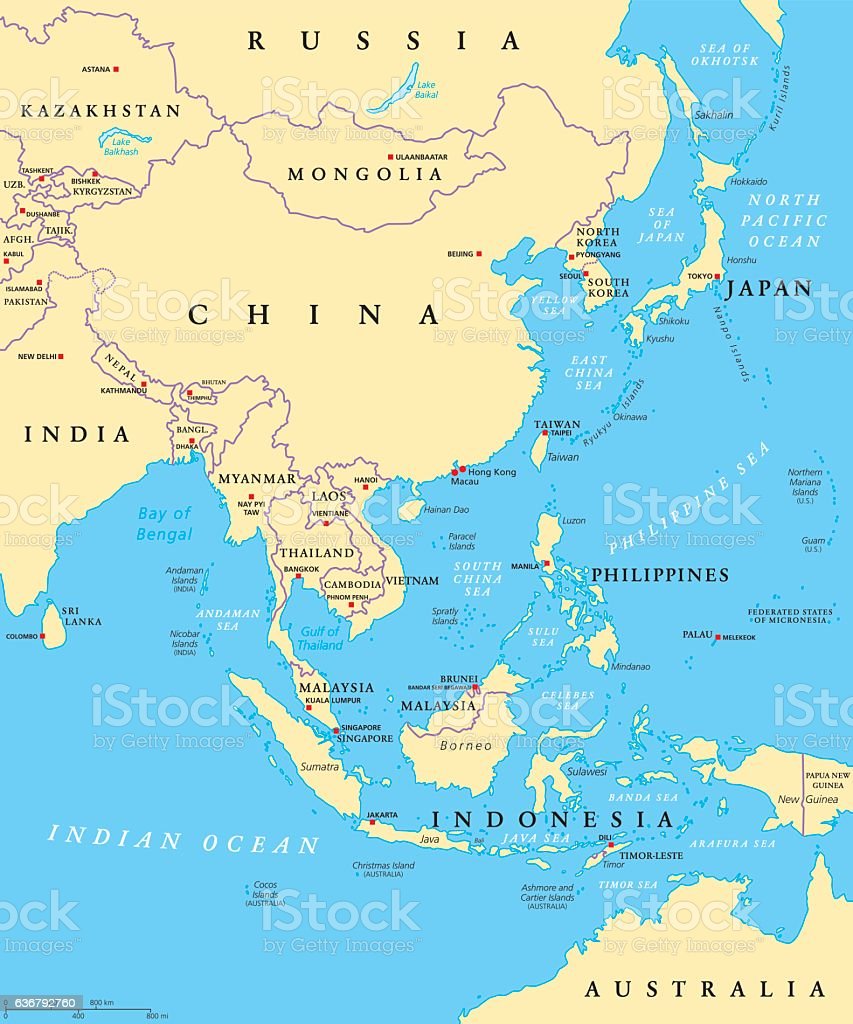 RUSSIA
SEA OF
OKHOTSK
ASTANA
Lake
Baikal
Kuril Islands
KAZAKHSTAN
Sakhalin
iStock
by Getty Images™
Lake
Balkhash
ULAANBAATAR
MONGOLIA
TASHKENT
BISHKEK
UZB.
KYRGYZSTAN
Hokkaido
DUSHANBE
TAJIK.
AFGH.
KABUL
SEA
OF
JAPAN
NORTH
PACIFIC
OCEAN
NORTH
KOREA
PYONGYANG
BEIJING
Honshu
ISLAMABAD
PAKISTAN
SEOUL
SOUTH
KOREA
TOKYO
JAPAN
CHINA
YELLOW
SEA
Shikoku
Kyushu
Nanpo Islands
NEW DELHI
NEPAL
KATHMANDU
BHUTAN
THIMPHU
EAST
CHINA
SEA
Okinawa
Ryukyu Islands
INDIA
BANGL.
DHAKA
TAIWAN
TAIPEI
Taiwan
MYANMAR
NAY PYI
TAW
HANOI
LAOS
VIENTIANE
Hong Kong
Macau
Hainan Dao
PHILIPPINE SEA
Northern
Mariana
Islands
(U.S.)
Bay of
Bengal
Luzon
Paracel
Islands
Guam
(U.S.)
THAILAND
BANGKOK
CAMBODIA
PHNOM PENH
VIETNAM
SOUTH
CHINA
SEA
MANILA
PHILIPPINES
Andaman
Islands
(INDIA)
ANDAMAN
SEA
SRI
LANKA
COLOMBO
Nicobar
Islands
(INDIA)
Gulf of
Thailand
Spratly
Islands
SULU
SEA
FEDERATED STATES
OF MICRONESIA
PALAU
MELEKEOK
Mindanao
BRUNEI
BANDAR SERI BEGAWAN
MALAYSIA
KUALA LUMPUR
MALAYSIA
CELEBES
SEA
SINGAPORE
SINGAPORE
Borneo
Sumatra
Sulawesi
PAPUA NEW
GUINEA
New Guinea
BANDA SEA
JAKARTA
INDONESIA
Java
Bali
JAVA SEA
DILI
TIMOR-LESTE
Timor
ARAFURA SEA
INDIAN OCEAN
Christmas Island
(AUSTRALIA)
Cocos
Islands
(AUSTRALIA)
Ashmore and
Cartier Islands
(AUSTRALIA)
TIMOR SEA
AUSTRALIA
636792760
0
800 km
0
800 mi